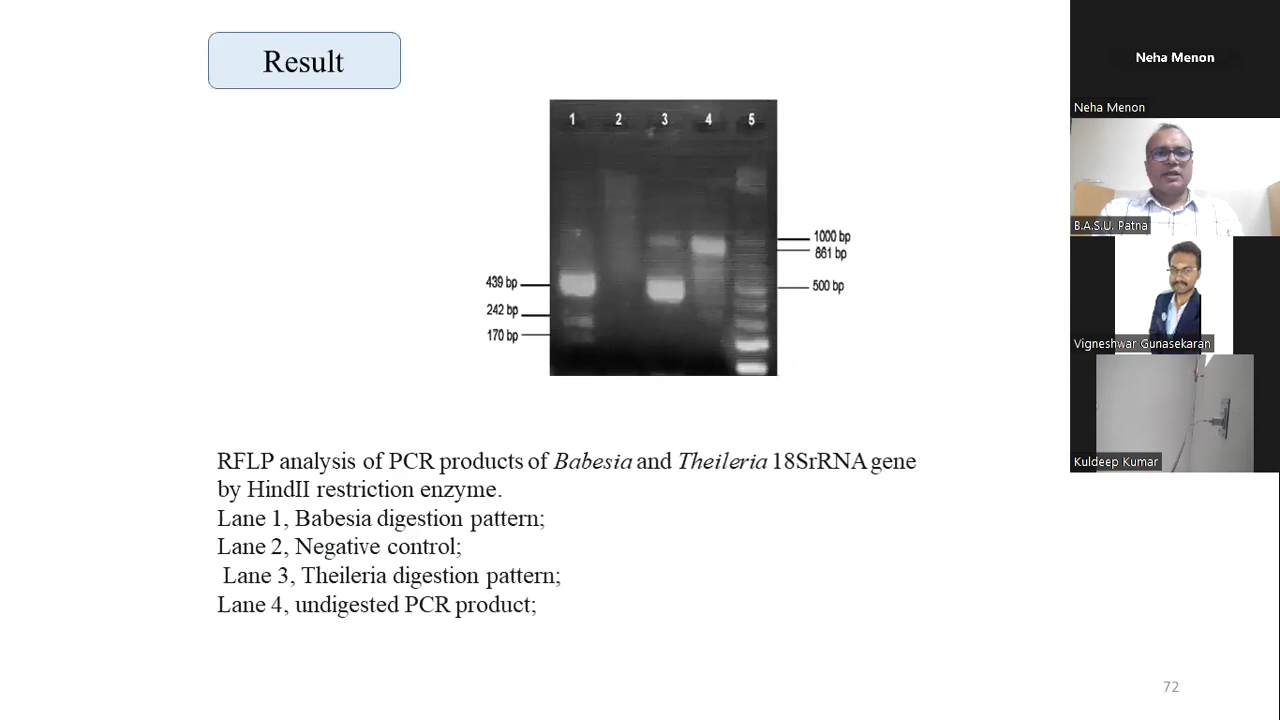 Result
1 2 3 4 5
1000 bp
861 bp
439 bp
500 bp
242 bp
170 bp
RFLP analysis of PCR products of Babesia and Theileria 18SrRNA gene
by HindII restriction enzyme.
Lane 1, Babesia digestion pattern;
Lane 2, Negative control;
Lane 3, Theileria digestion pattern;
Lane 4, undigested PCR product;
72
Neha Menon
Neha Menon
B.A.S.U. Patna
Vigneshwar Gunasekaran
Kuldeep Kumar